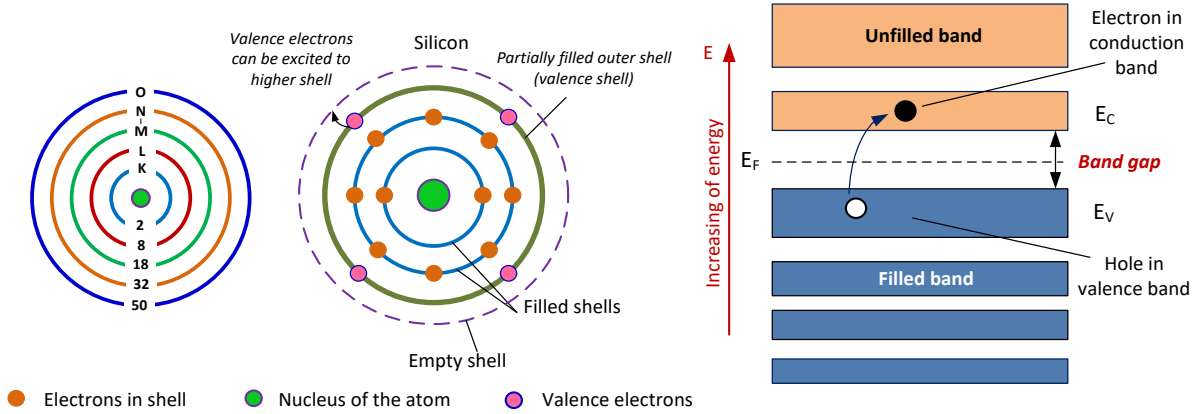 O
N
M
L
K
2
8
18
32
50
Valence electrons
can be excited to
higher shell
Silicon
Partially filled outer shell
(valence shell)
Filled shells
Empty shell
Electrons in shell
Nucleus of the atom
Valence electrons
E
Increasing of energy
Unfilled band
Electron in
conduction
band
E_C
E_F
Band gap
E_V
Filled band
Hole in
valence band